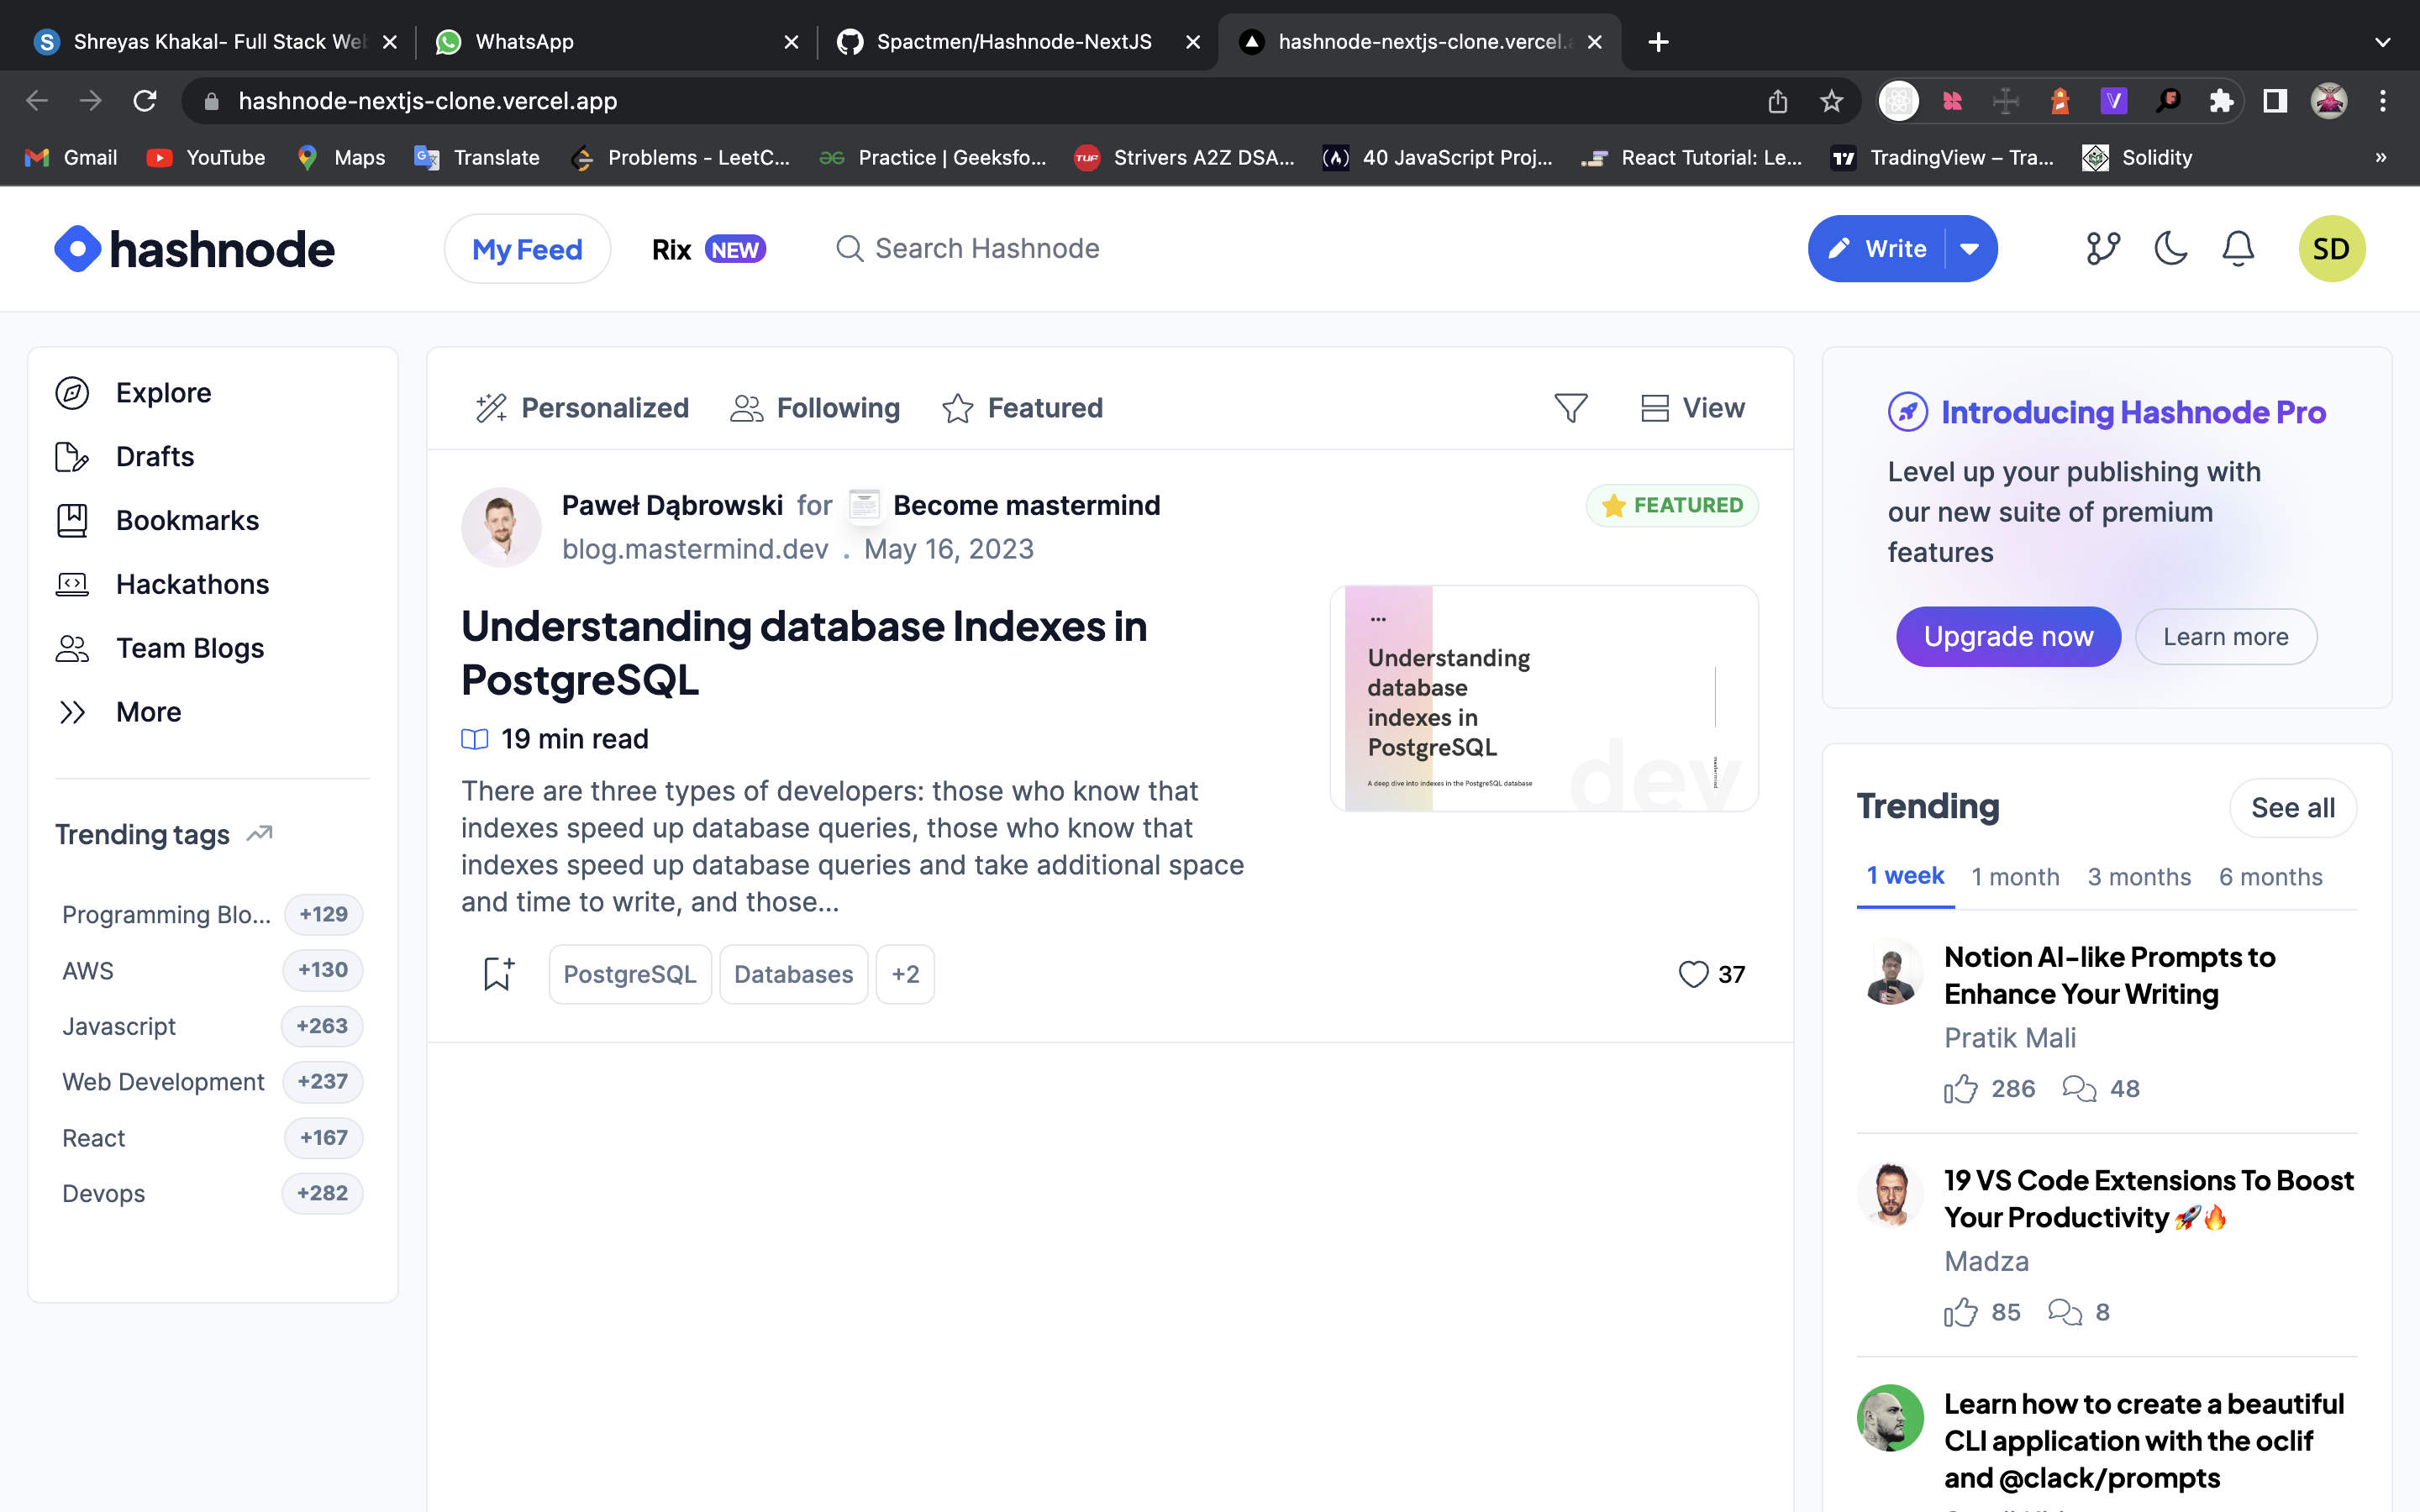 Shreyas Khakal- Full Stack Web
WhatsApp
Spactmen/Hashnode-NextJS
hashnode-nextjs-clone.vercel.a
hashnode-nextjs-clone.vercel.app
Gmail
YouTube
Maps
Translate
Problems - LeetC...
Practice | Geeksfo...
Strivers A2Z DSA...
40 JavaScript Proj...
React Tutorial: Le...
TradingView – Tra...
Solidity
»
hashnode
My Feed
Rix NEW
Search Hashnode
Write
SD
Explore
Drafts
Bookmarks
Hackathons
Team Blogs
More
Trending tags
Programming Blo... +129
AWS +130
Javascript +263
Web Development +237
React +167
Devops +282
Personalized
Following
Featured
View
Paweł Dąbrowski for Become mastermind
FEATURED
blog.mastermind.dev . May 16, 2023
Understanding database Indexes in
PostgreSQL
19 min read
There are three types of developers: those who know that
indexes speed up database queries, those who know that
indexes speed up database queries and take additional space
and time to write, and those...
PostgreSQL
Databases
+2
37
...
Understanding
database
indexes in
PostgreSQL
A deep dive into indexes in the PostgreSQL database
dev
mastermind
Introducing Hashnode Pro
Level up your publishing with
our new suite of premium
features
Upgrade now
Learn more
Trending
See all
1 week
1 month
3 months
6 months
Notion AI-like Prompts to
Enhance Your Writing
Pratik Mali
286 48
19 VS Code Extensions To Boost
Your Productivity 🚀🔥
Madza
85 8
Learn how to create a beautiful
CLI application with the oclif
and @clack/prompts